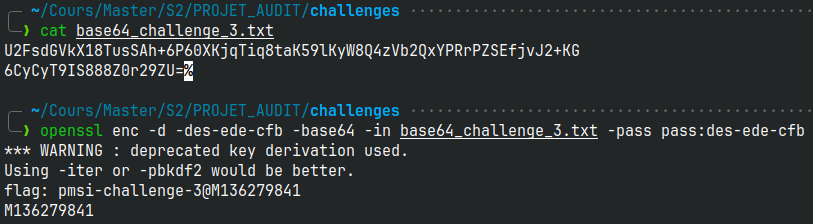 ~/Cours/Master/S2/PROJET_AUDIT/challenges
❯ cat base64_challenge_3.txt
U2FsdGVkX18TusSAh+6P60XKjqTiq8taK59lKyW8Q4zVb2QxYPRrPZSEfjvJ2+KG
6CyCyT9IS888Z0r29ZU=%
~/Cours/Master/S2/PROJET_AUDIT/challenges
❯ openssl enc -d -des-ede-cfb -base64 -in base64_challenge_3.txt -pass pass:des-ede-cfb
*** WARNING : deprecated key derivation used.
Using -iter or -pbkdf2 would be better.
flag: pmsi-challenge-3@M136279841
M136279841